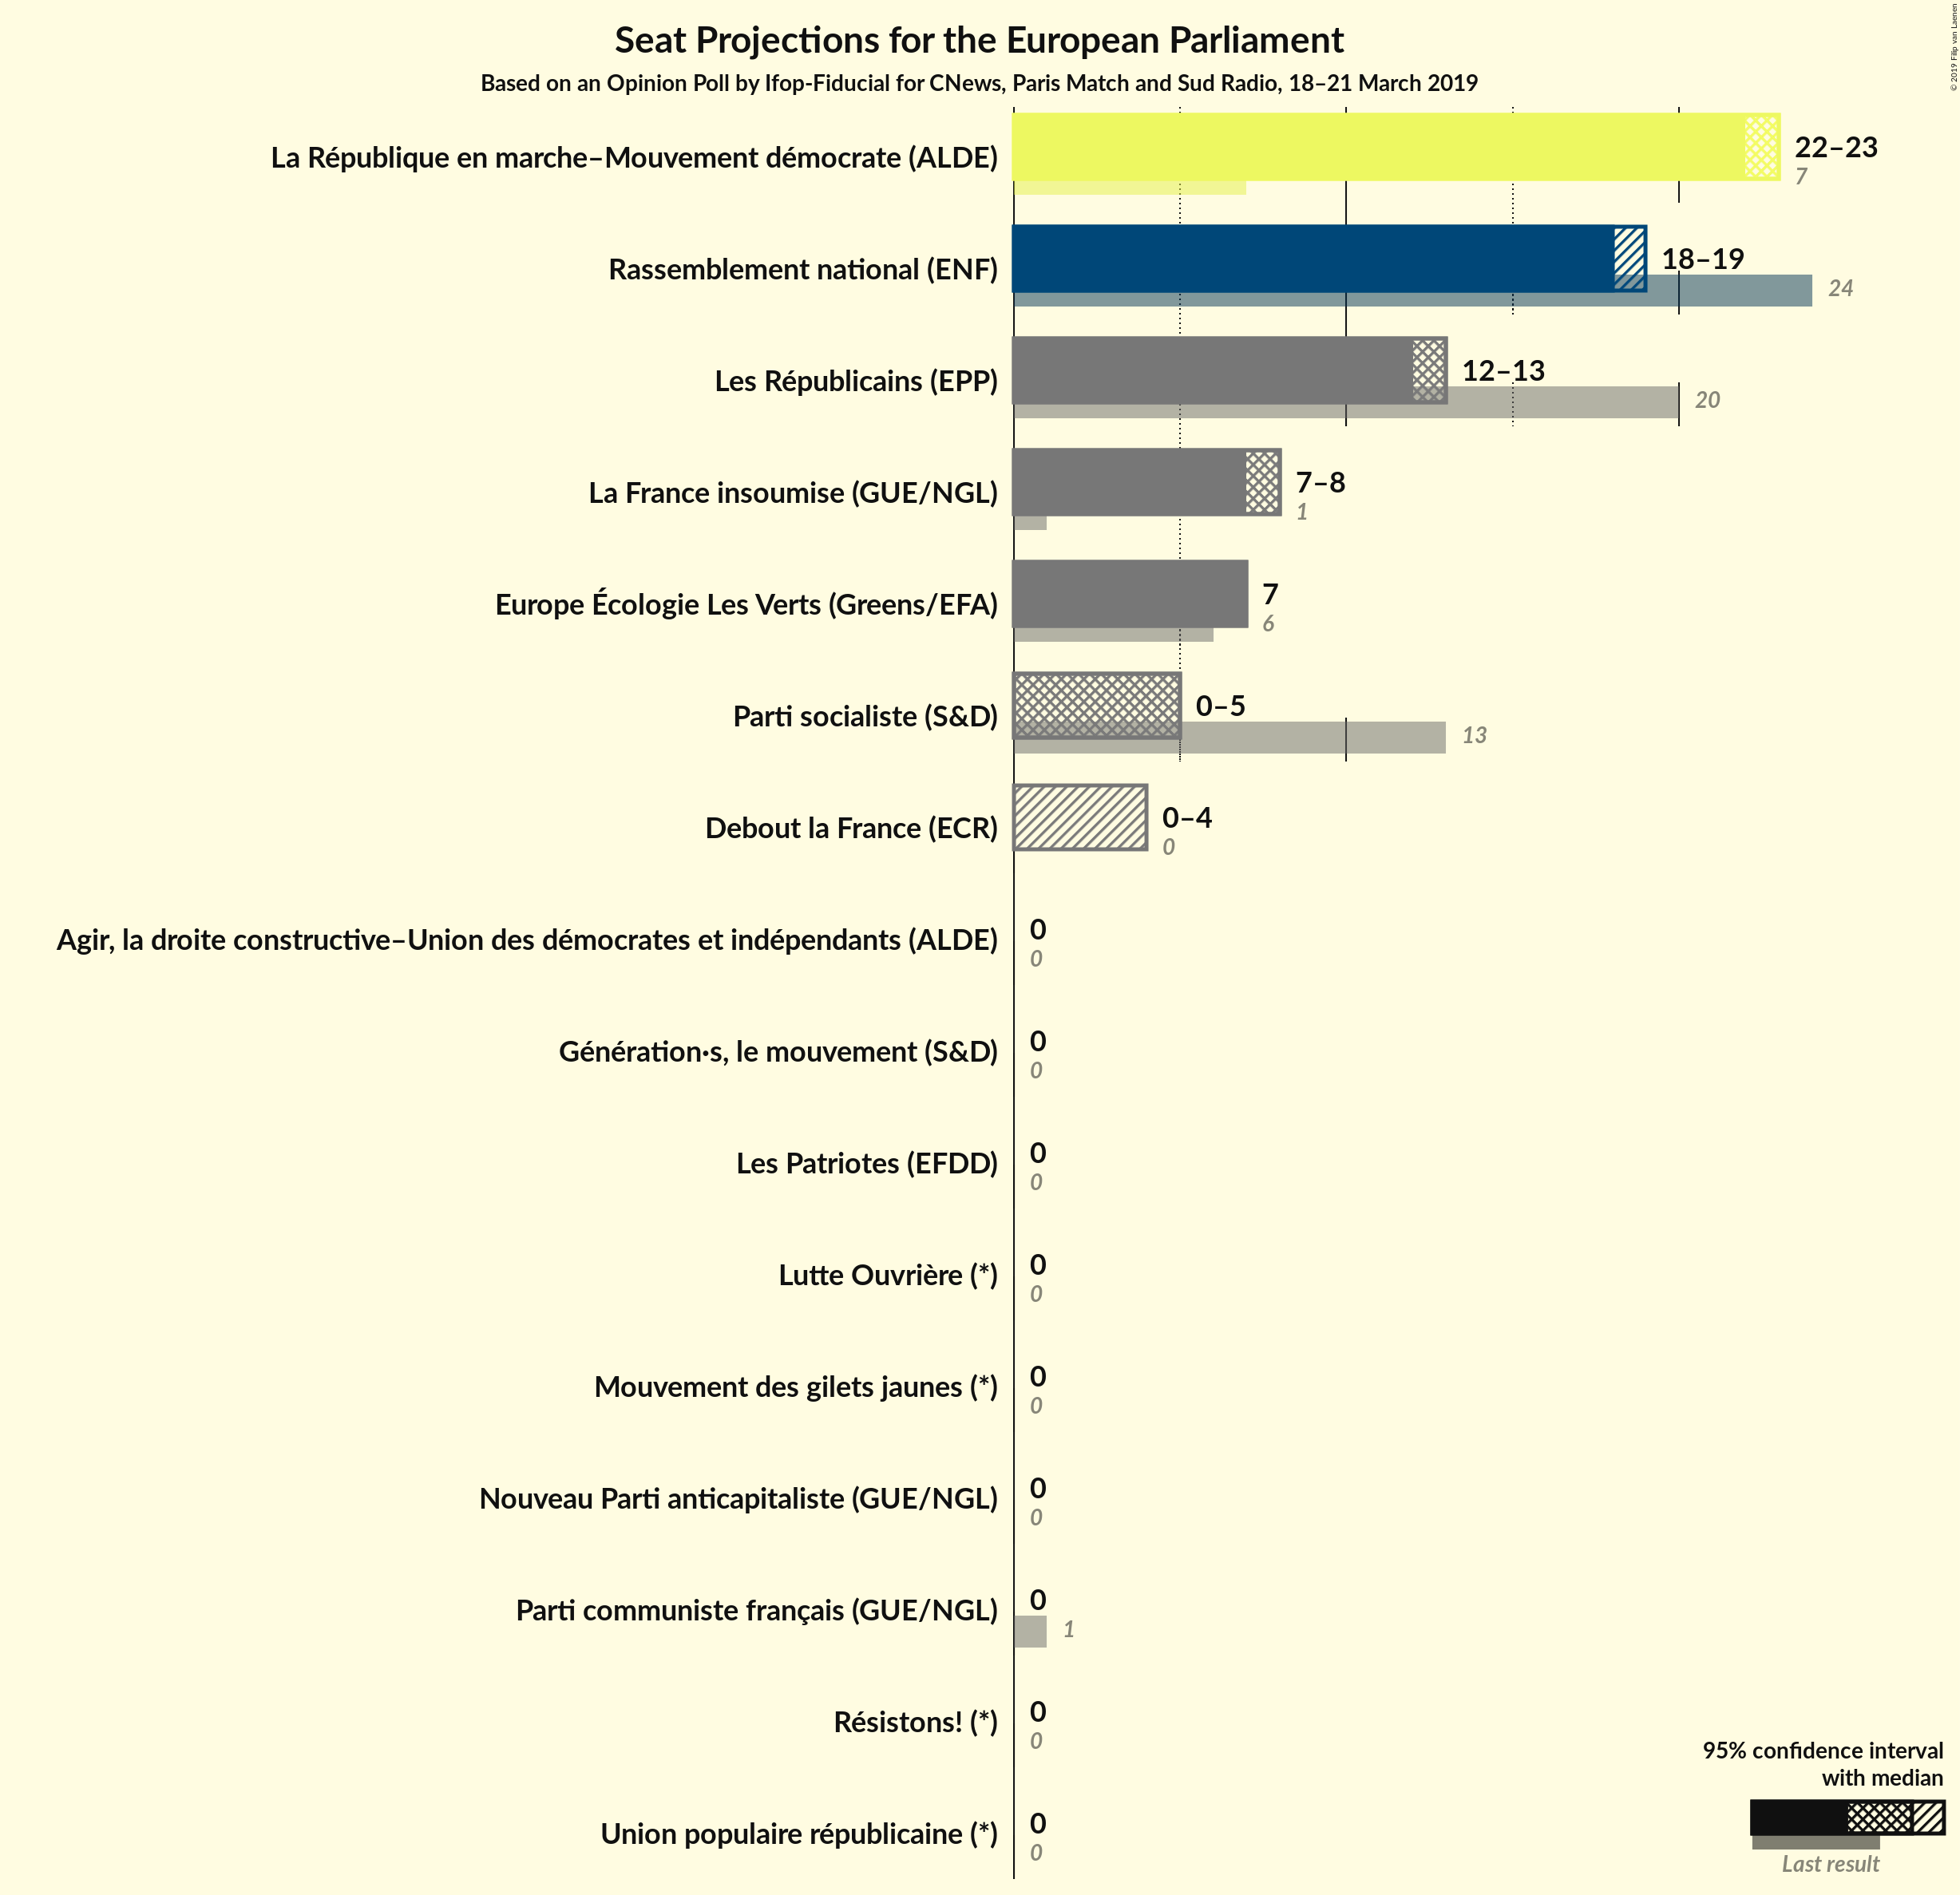 Seat Projections for the European Parliament
Based on an Opinion Poll by Ifop-Fiducial for CNews, Paris Match and Sud Radio, 18–21 March 2019
© 2019 Filip van Laenen
La République en marche–Mouvement démocrate (ALDE)
22–23
7
Rassemblement national (ENF)
18–19
24
Les Républicains (EPP)
12–13
20
La France insoumise (GUE/NGL)
7–8
1
Europe Écologie Les Verts (Greens/EFA)
7
6
Parti socialiste (S&D)
0–5
13
Debout la France (ECR)
0–4
0
Agir, la droite constructive–Union des démocrates et indépendants (ALDE)
0
0
Génération·s, le mouvement (S&D)
0
0
Les Patriotes (EFDD)
0
0
Lutte Ouvrière (*)
0
0
Mouvement des gilets jaunes (*)
0
0
Nouveau Parti anticapitaliste (GUE/NGL)
0
0
Parti communiste français (GUE/NGL)
0
1
Résistons! (*)
0
0
Union populaire républicaine (*)
0
0
95% confidence interval
with median
Last result